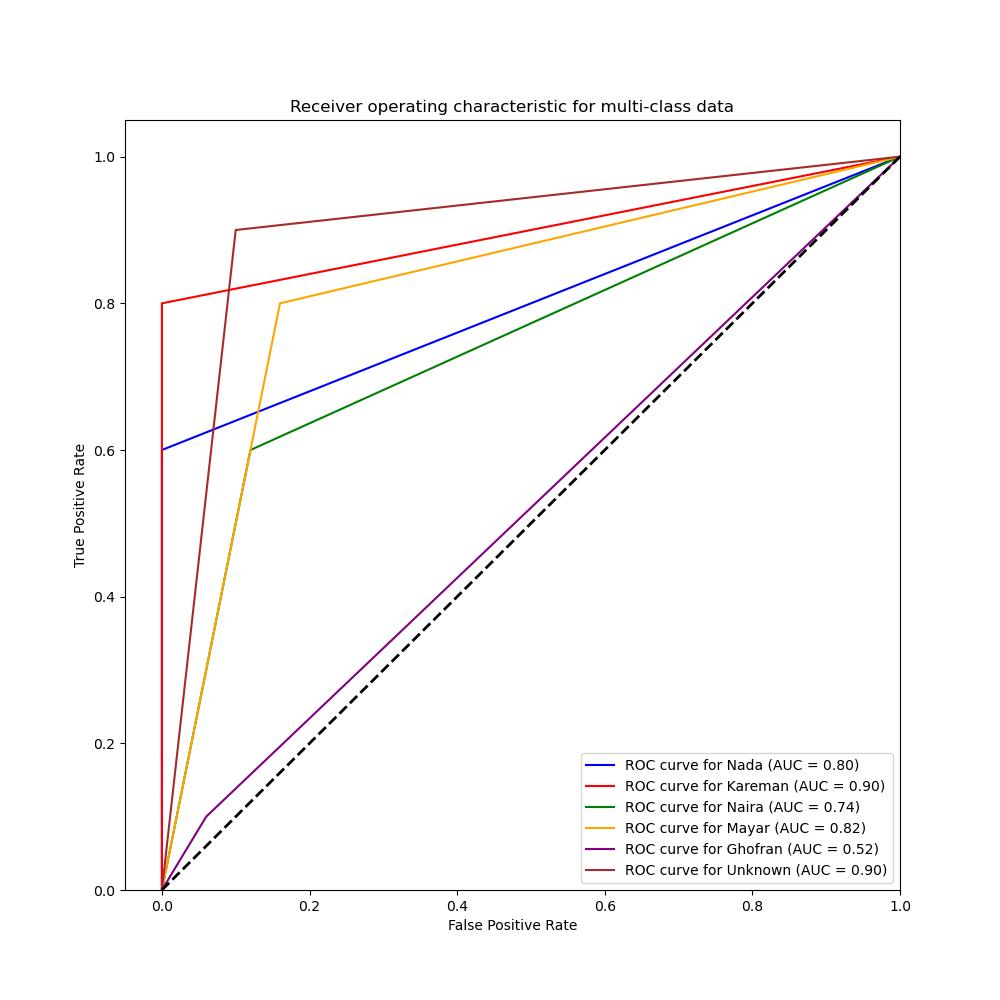 Receiver operating characteristic for multi-class data
True Positive Rate
1.0
0.8
0.6
0.4
0.2
0.0
ROC curve for Nada (AUC = 0.80)
ROC curve for Kareman (AUC = 0.90)
ROC curve for Naira (AUC = 0.74)
ROC curve for Mayar (AUC = 0.82)
ROC curve for Ghofran (AUC = 0.52)
ROC curve for Unknown (AUC = 0.90)
0.0 0.2 0.4 0.6 0.8 1.0
False Positive Rate